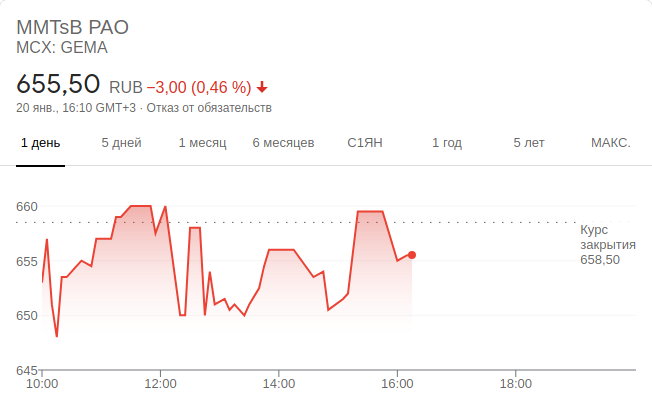 MMTsB PAO
MCX: GEMA
655,50 RUB −3,00 (0,46 %) ↓
20 янв., 16:10 GMT+3 · Отказ от обязательств
1 день 5 дней 1 месяц 6 месяцев С1ЯН 1 год 5 лет МАКС.
660
Курс
закрытия
658,50
655
650
645
10:00 12:00 14:00 16:00 18:00